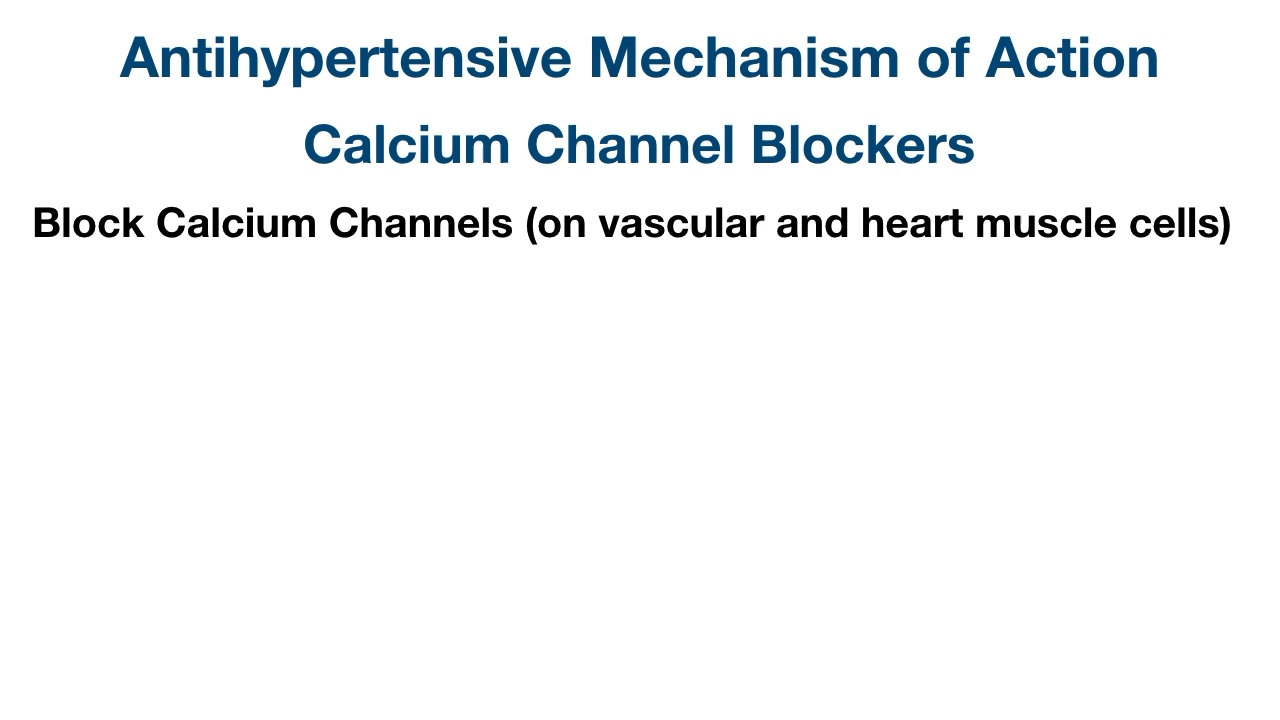 Antihypertensive Mechanism of Action
Calcium Channel Blockers
Block Calcium Channels (on vascular and heart muscle cells)